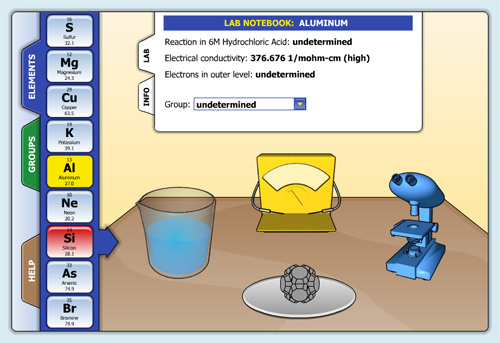 ELEMENTS
GROUPS
HELP
16
S
Sulfur
32.1
12
Mg
Magnesium
24.3
29
Cu
Copper
63.5
19
K
Potassium
39.1
13
Al
Aluminum
27.0
10
Ne
Neon
20.2
14
Si
Silicon
28.1
33
As
Arsenic
74.9
35
Br
Bromine
79.9
LAB
INFO
LAB NOTEBOOK: ALUMINUM
Reaction in 6M Hydrochloric Acid: undetermined
Electrical conductivity: 376.676 1/mohm-cm (high)
Electrons in outer level: undetermined
Group: undetermined